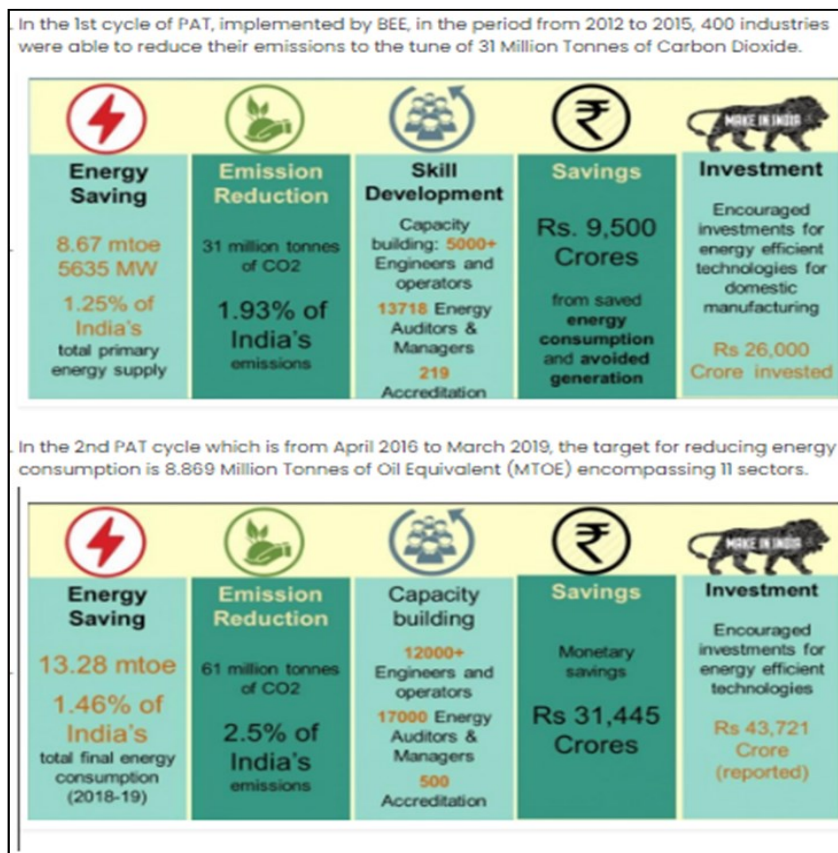 In the 1st cycle of PAT, implemented by BEE, in the period from 2012 to 2015, 400 industries
were able to reduce their emissions to the tune of 31 Million Tonnes of Carbon Dioxide.
MAKE IN INDIA
Energy
Saving
8.67 mtoe
5635 MW
1.25% of
India's
total primary
energy supply
Emission
Reduction
31 million tonnes
of CO2
1.93% of
India's
emissions
Skill
Development
Capacity
building: 5000+
Engineers and
operators
13718 Energy
Auditors &
Managers
219
Accreditation
Savings
Rs. 9,500
Crores
from saved
energy
consumption
and avoided
generation
Investment
Encouraged
investments for
energy efficient
technologies for
domestic
manufacturing
Rs 26,000
Crore invested
In the 2nd PAT cycle which is from April 2016 to March 2019, the target for reducing energy
consumption is 8.869 Million Tonnes of Oil Equivalent (MTOE) encompassing 11 sectors.
MAKE IN INDIA
Energy
Saving
13.28 mtoe
1.46% of
India's
total final energy
consumption
(2018-19)
Emission
Reduction
61 million tonnes
of CO2
2.5% of
India's
emissions
Capacity
building
12000+
Engineers and
operators
17000 Energy
Auditors &
Managers
500
Accreditation
Savings
Monetary
savings
Rs 31,445
Crores
Investment
Encouraged
investments for
energy efficient
technologies
Rs 43,721
Crore
(reported)